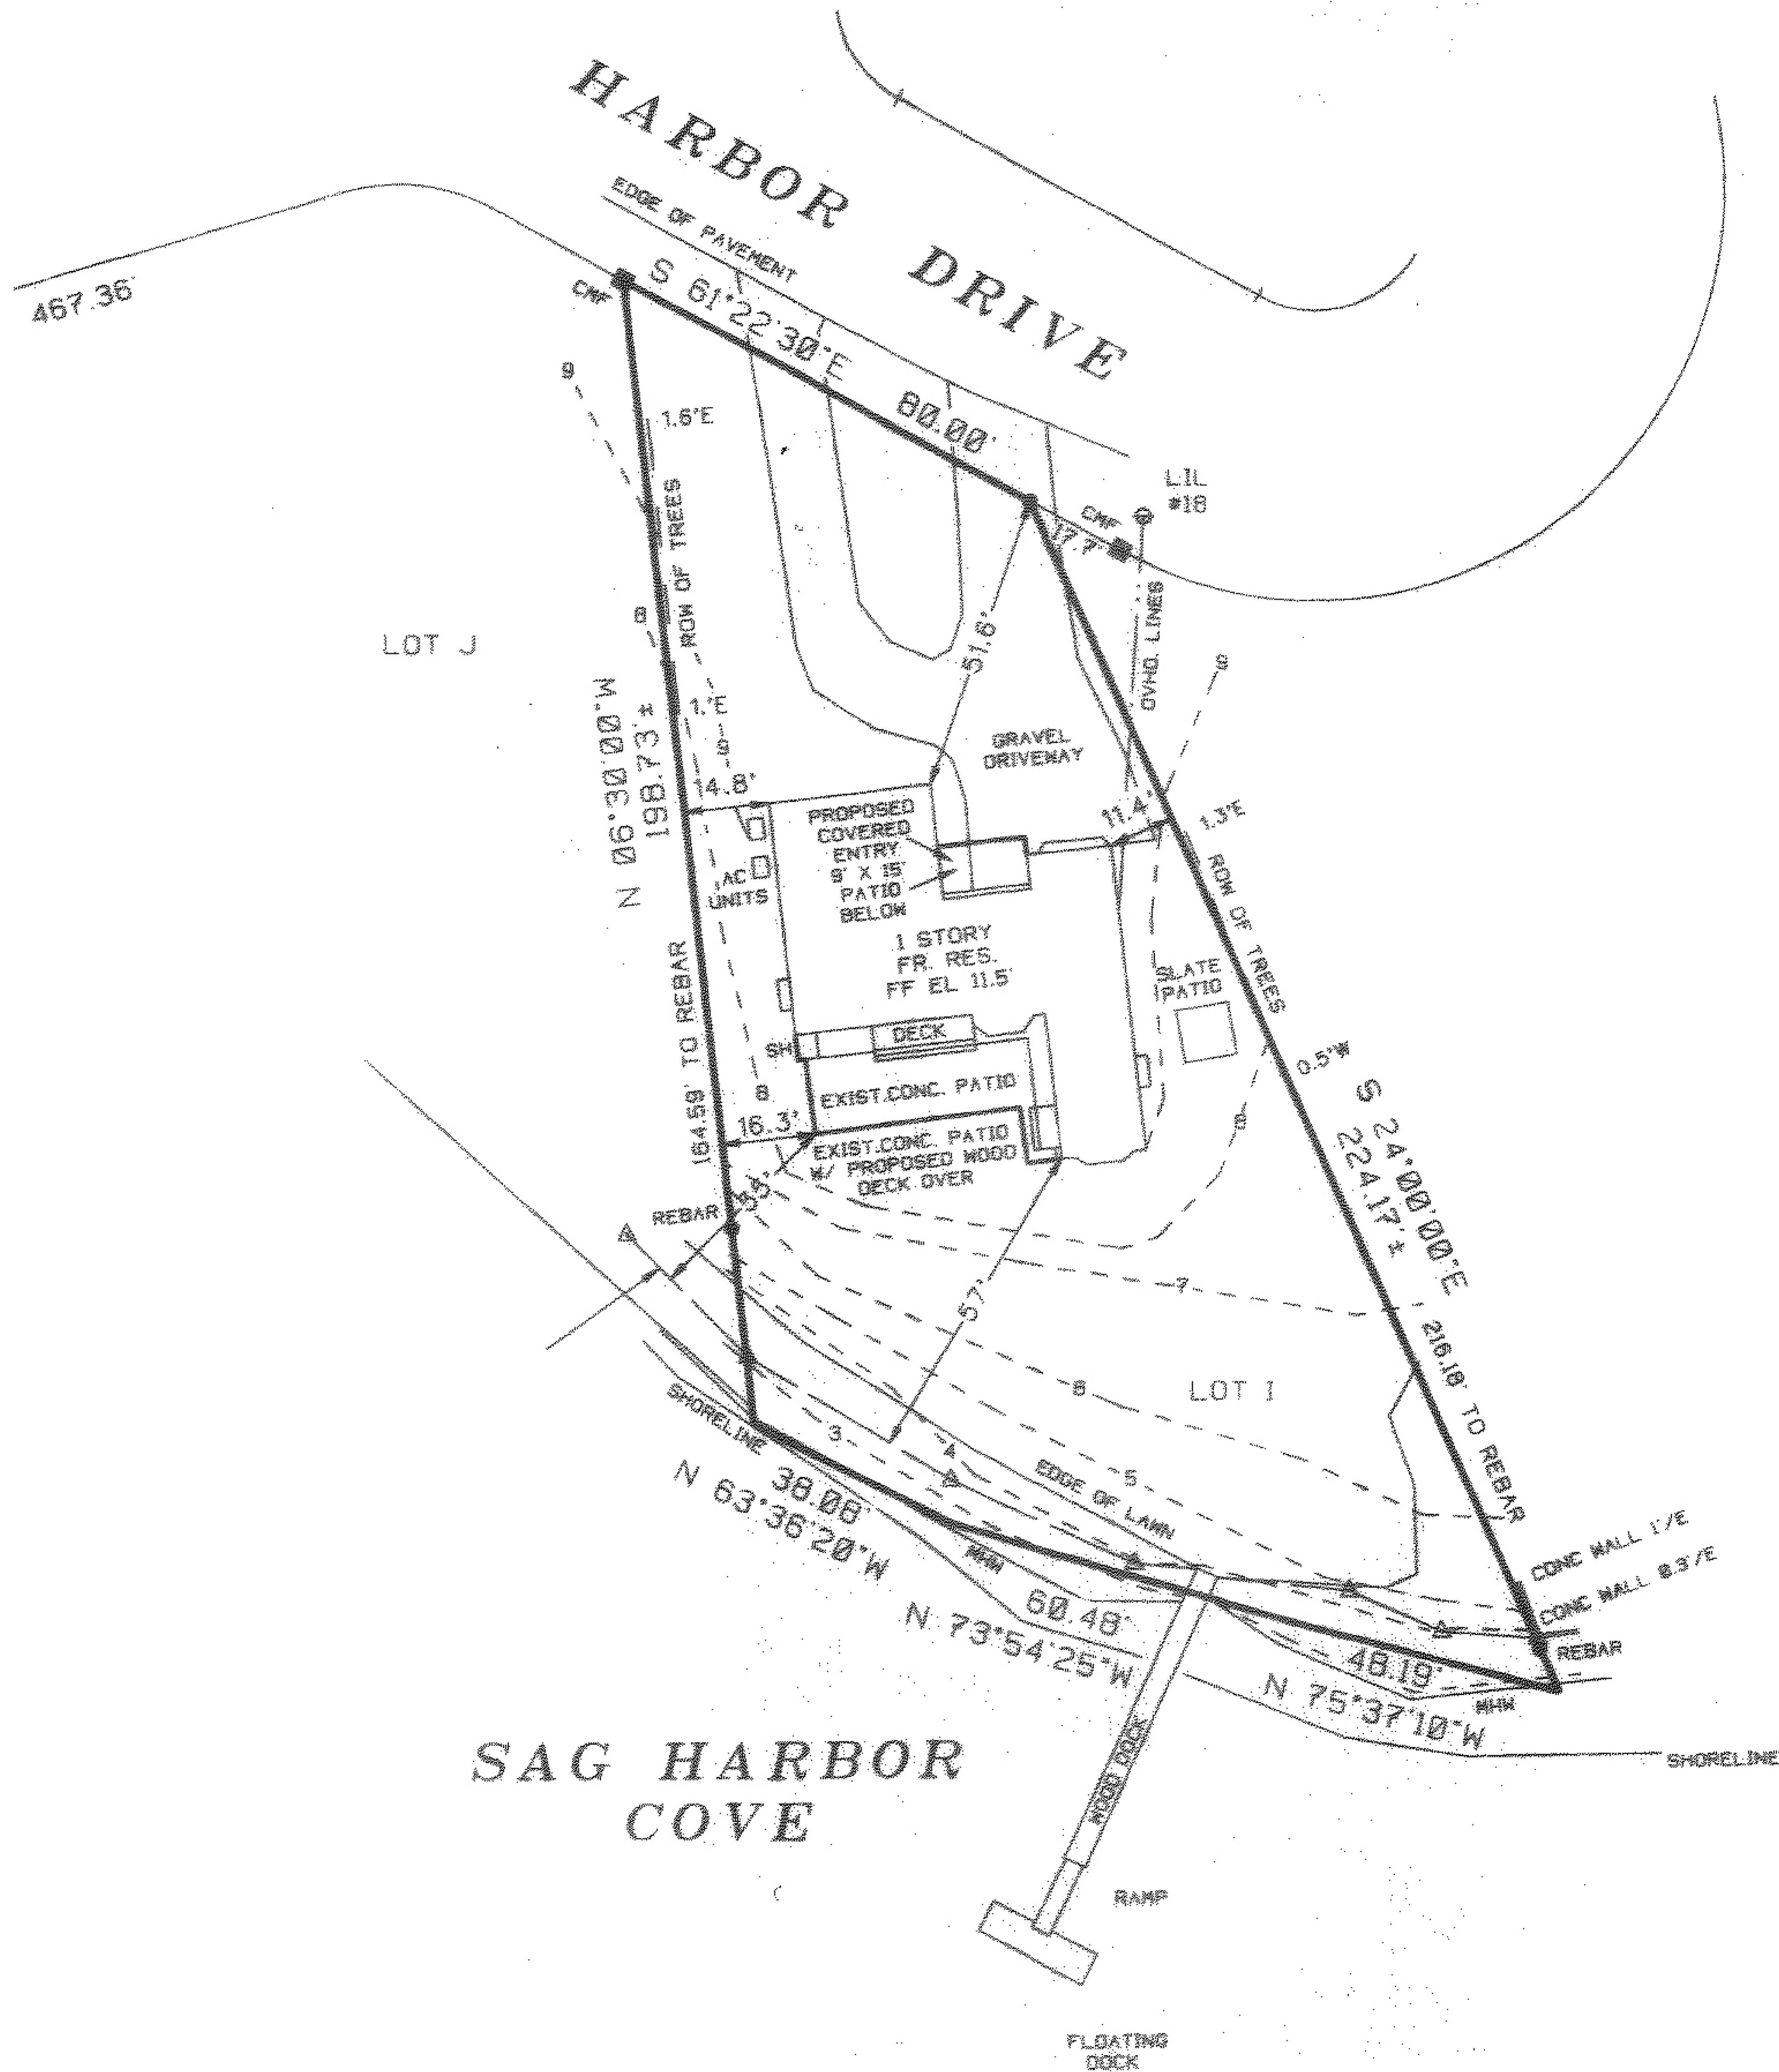 HARBOR DRIVE
EDGE OF PAVEMENT
467.36'
CMF
S 61°22'30"E
80.00'
LIL
#18
CMF
17.7'
9
1.6'E
ROW OF TREES
8
OVHD. LINES
9
LOT J
51.6'
N 06°30'00"W
198.73'±
1.'E
9
GRAVEL
DRIVEWAY
14.8'
11.4'
1.3'E
PROPOSED
COVERED
ENTRY
9' X 15'
PATIO
BELOW
AC
UNITS
ROW OF TREES
1 STORY
FR. RES.
FF EL 11.5'
SLATE
PATIO
164.59' TO REBAR
SH
DECK
0.5'W
8
EXIST.CONC. PATIO
16.3'
EXIST.CONC. PATIO
W/ PROPOSED WOOD
DECK OVER
8
S 24°00'00"E
224.17'±
REBAR
7
57'
216.18' TO REBAR
6
LOT I
SHORELINE
3
4
5
EDGE OF LAWN
38.08'
N 63°36'20"W
MHW
60.48'
N 73°54'25"W
CONC WALL 1'/E
CONC WALL 0.3'/E
REBAR
48.19'
N 75°37'10"W
MHW
SHORELINE
SAG HARBOR
COVE
WOOD DOCK
RAMP
FLOATING
DOCK